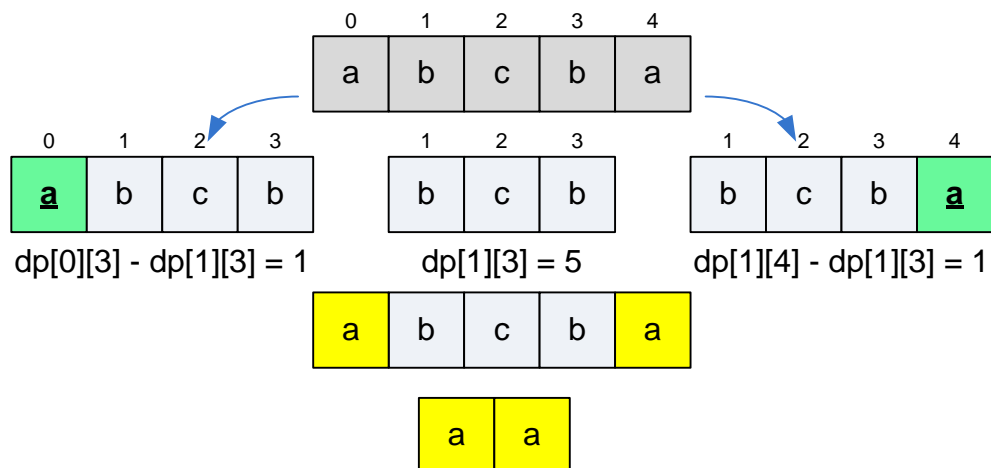 0 1 2 3 4
a b c b a
0 1 2 3
a b c b
dp[0][3] - dp[1][3] = 1
1 2 3
b c b
dp[1][3] = 5
1 2 3 4
b c b a
dp[1][4] - dp[1][3] = 1
a b c b a
a a